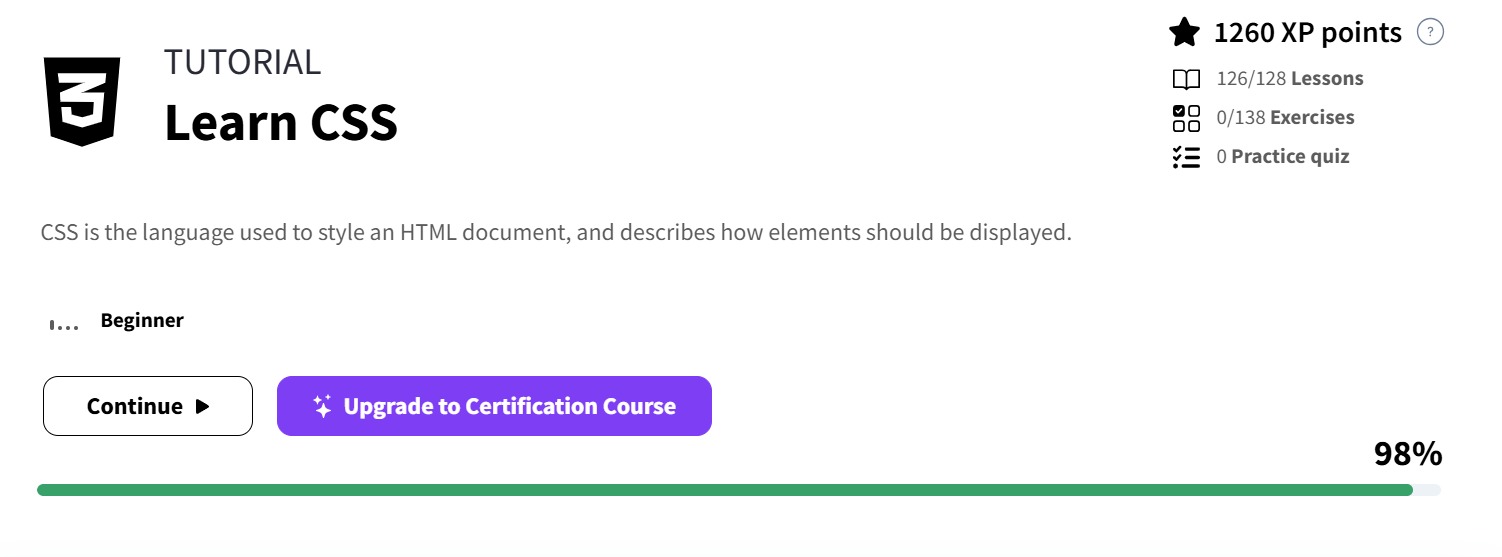 TUTORIAL
Learn CSS
1260 XP points ?
126/128 Lessons
0/138 Exercises
0 Practice quiz
CSS is the language used to style an HTML document, and describes how elements should be displayed.
Beginner
Continue
Upgrade to Certification Course
98%